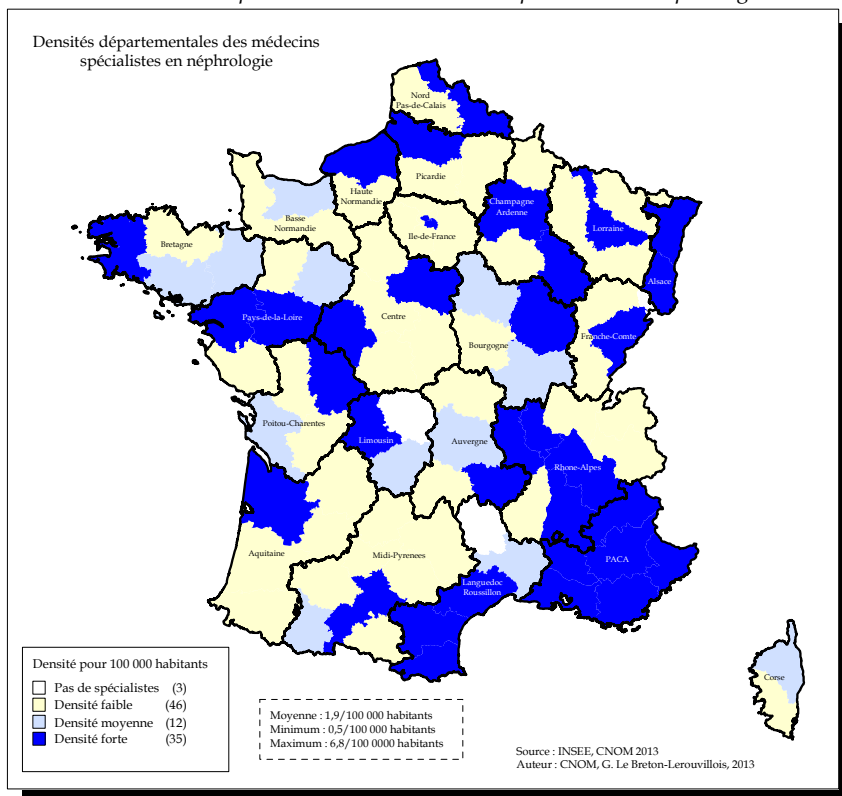 Densités départementales des médecins
spécialistes en néphrologie
Nord
Pas-de-Calais
Picardie
Haute
Normandie
Basse
Normandie
Champagne
Ardenne
Lorraine
Ile-de-France
Bretagne
Alsace
Pays-de-la-Loire
Centre
Bourgogne
Franche-Comte
Poitou-Charentes
Limousin
Auvergne
Rhone-Alpes
Aquitaine
Midi-Pyrenees
PACA
Languedoc
Roussillon
Corse
Densité pour 100 000 habitants
Pas de spécialistes (3)
Densité faible (46)
Densité moyenne (12)
Densité forte (35)
Moyenne : 1,9/100 000 habitants
Minimum : 0,5/100 000 habitants
Maximum : 6,8/100 0000 habitants
Source : INSEE, CNOM 2013
Auteur : CNOM, G. Le Breton-Lerouvillois, 2013